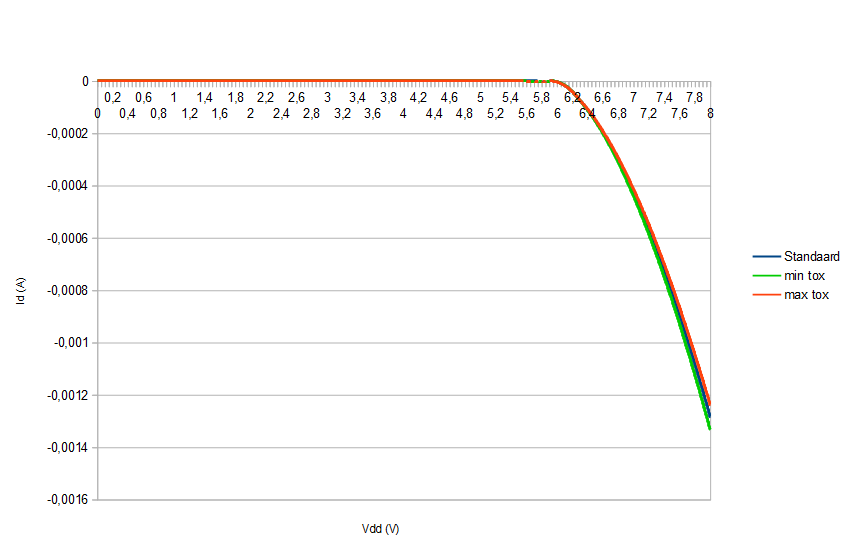 0
0,2 0,6 1 1,4 1,8 2,2 2,6 3 3,4 3,8 4,2 4,6 5 5,4 5,8 6,2 6,6 7 7,4 7,8
0 0,4 0,8 1,2 1,6 2 2,4 2,8 3,2 3,6 4 4,4 4,8 5,2 5,6 6 6,4 6,8 7,2 7,6 8
-0,0002
-0,0004
-0,0006
-0,0008
-0,001
-0,0012
-0,0014
-0,0016
Id (A)
Vdd (V)
Standaard
min tox
max tox